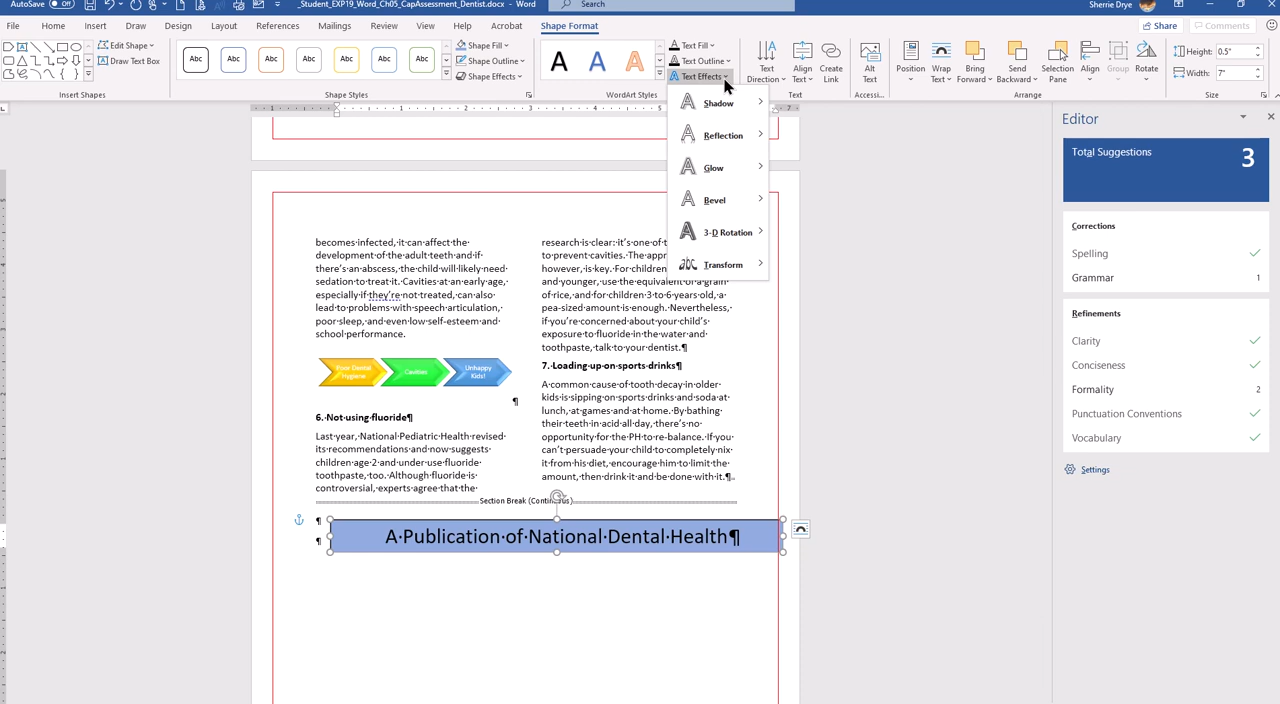 AutoSave Off
_Student_EXP19_Word_Ch05_CapAssessment_Dentist.docx - Word
Search
Sherrie Drye
File Home Insert Draw Design Layout References Mailings Review View Help Acrobat Shape Format
Share Comments
Edit Shape
Draw Text Box
Insert Shapes
Abc Abc Abc Abc Abc Abc Abc
Shape Fill
Shape Outline
Shape Effects
Shape Styles
A A A
Text Fill
Text Outline
Text Effects
WordArt Styles
Text Direction
Align Text
Create Link
Text
Alt Text
Accessi...
Position
Wrap Text
Bring Forward
Send Backward
Selection Pane
Align
Group
Rotate
Arrange
Height: 0.5"
Width: 7"
Size
1 2 3 7
Shadow
Reflection
Glow
Bevel
3-D Rotation
Transform
becomes·infected,·it·can·affect·the·
development·of·the·adult·teeth·and·if·
there's·an·abscess,·the·child·will·likely·need·
sedation·to·treat·it.·Cavities·at·an·early·age,·
especially·if·they're·not·treated,·can·also·
lead·to·problems·with·speech·articulation,·
poor·sleep,·and·even·low·self-esteem·and·
school·performance.
Poor Dental
Hygiene
Cavities
Unhappy
Kids!
¶
6.·Not·using·fluoride¶
Last·year,·National·Pediatric·Health·revised·
its·recommendations·and·now·suggests·
children·age·2·and·under·use·fluoride·
toothpaste,·too.·Although·fluoride·is·
controversial,·experts·agree·that·the·
research·is·clear:·it's·one·of·t
to·prevent·cavities.·The·appr
however,·is·key.·For·children
and·younger,·use·the·equivalent·of·a·grain·
of·rice,·and·for·children·3·to·6·years·old,·a·
pea-sized·amount·is·enough.·Nevertheless,·
if·you're·concerned·about·your·child's·
exposure·to·fluoride·in·the·water·and·
toothpaste,·talk·to·your·dentist.¶
7.·Loading·up·on·sports·drinks¶
A·common·cause·of·tooth·decay·in·older·
kids·is·sipping·on·sports·drinks·and·soda·at·
lunch,·at·games·and·at·home.·By·bathing·
their·teeth·in·acid·all·day,·there's·no·
opportunity·for·the·PH·to·re-balance.·If·you·
can't·persuade·your·child·to·completely·nix·
it·from·his·diet,·encourage·him·to·limit·the·
amount,·then·drink·it·and·be·done·with·it.¶
Section Break (Continuous)
¶
A·Publication·of·National·Dental·Health¶
¶
Editor
Total Suggestions 3
Corrections
Spelling
Grammar 1
Refinements
Clarity
Conciseness
Formality 2
Punctuation Conventions
Vocabulary
Settings